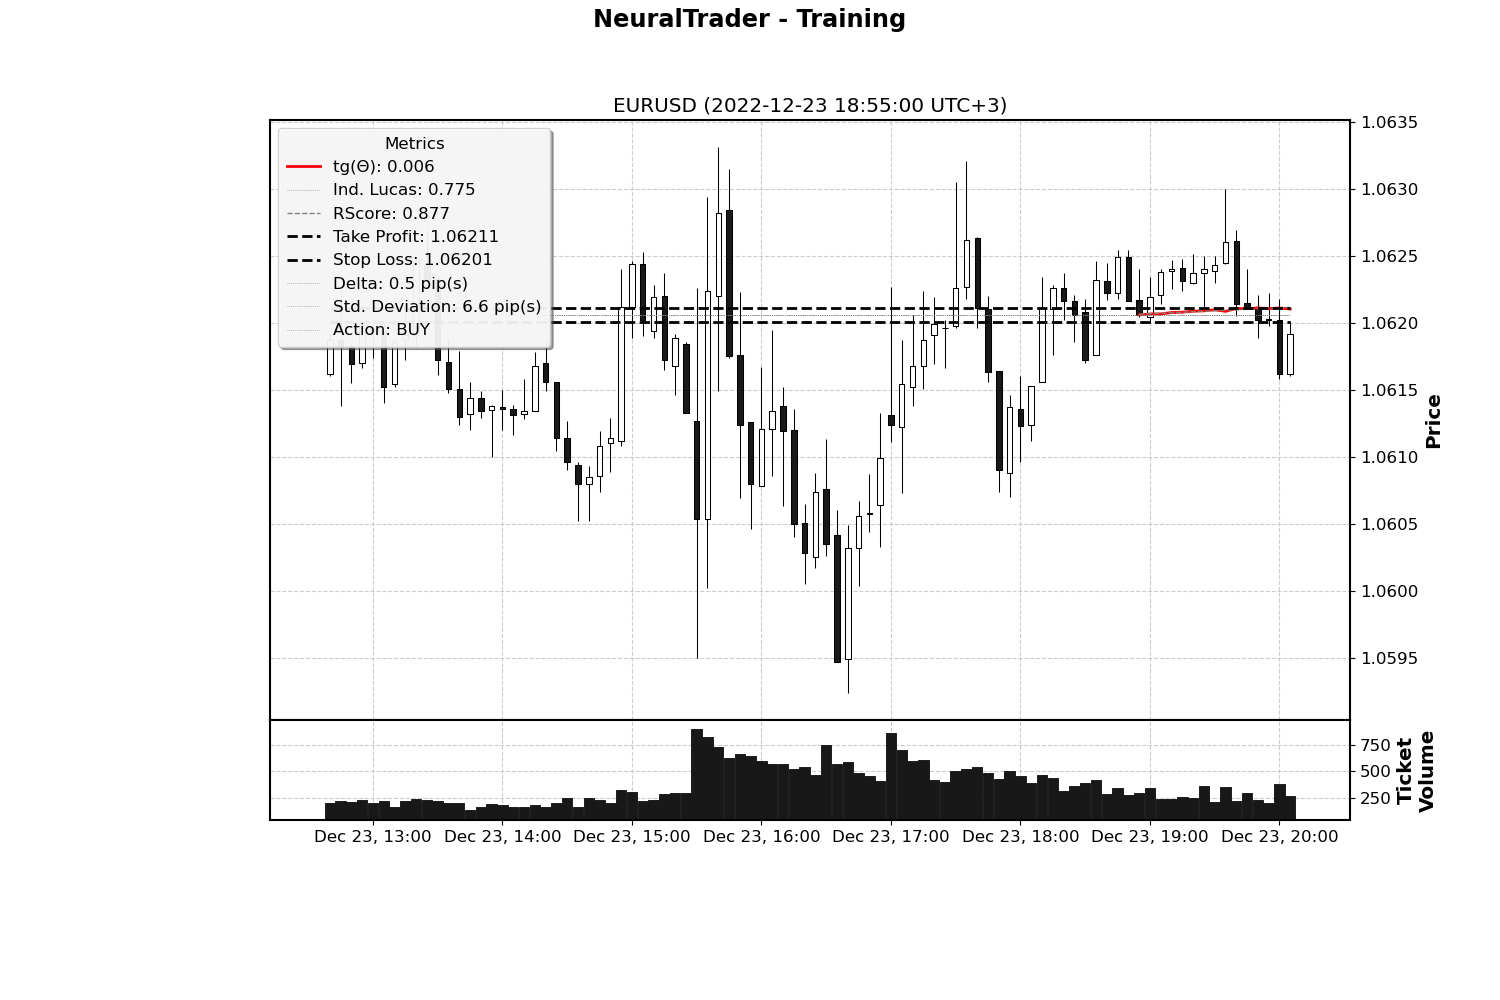 NeuralTrader - Training
EURUSD (2022-12-23 18:55:00 UTC+3)
Metrics
tg(Θ): 0.006
Ind. Lucas: 0.775
RScore: 0.877
Take Profit: 1.06211
Stop Loss: 1.06201
Delta: 0.5 pip(s)
Std. Deviation: 6.6 pip(s)
Action: BUY
1.0635
1.0630
1.0625
1.0620
1.0615
1.0610
1.0605
1.0600
1.0595
Price
750
500
250
Ticket
Volume
Dec 23, 13:00
Dec 23, 14:00
Dec 23, 15:00
Dec 23, 16:00
Dec 23, 17:00
Dec 23, 18:00
Dec 23, 19:00
Dec 23, 20:00